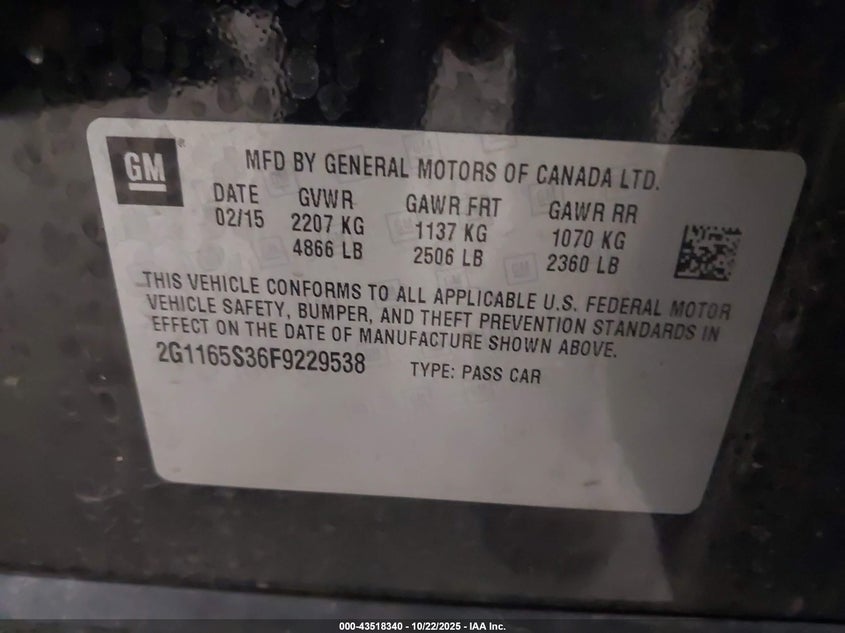 GM
MFD BY GENERAL MOTORS OF CANADA LTD.
DATE GVWR GAWR FRT GAWR RR
02/15 2207 KG 1137 KG 1070 KG
4866 LB 2506 LB 2360 LB
THIS VEHICLE CONFORMS TO ALL APPLICABLE U.S. FEDERAL MOTOR
VEHICLE SAFETY, BUMPER, AND THEFT PREVENTION STANDARDS IN
EFFECT ON THE DATE OF MANUFACTURE SHOWN ABOVE.
2G1165S36F9229538 TYPE: PASS CAR
000-43518340 - 10/22/2025 - IAA Inc.